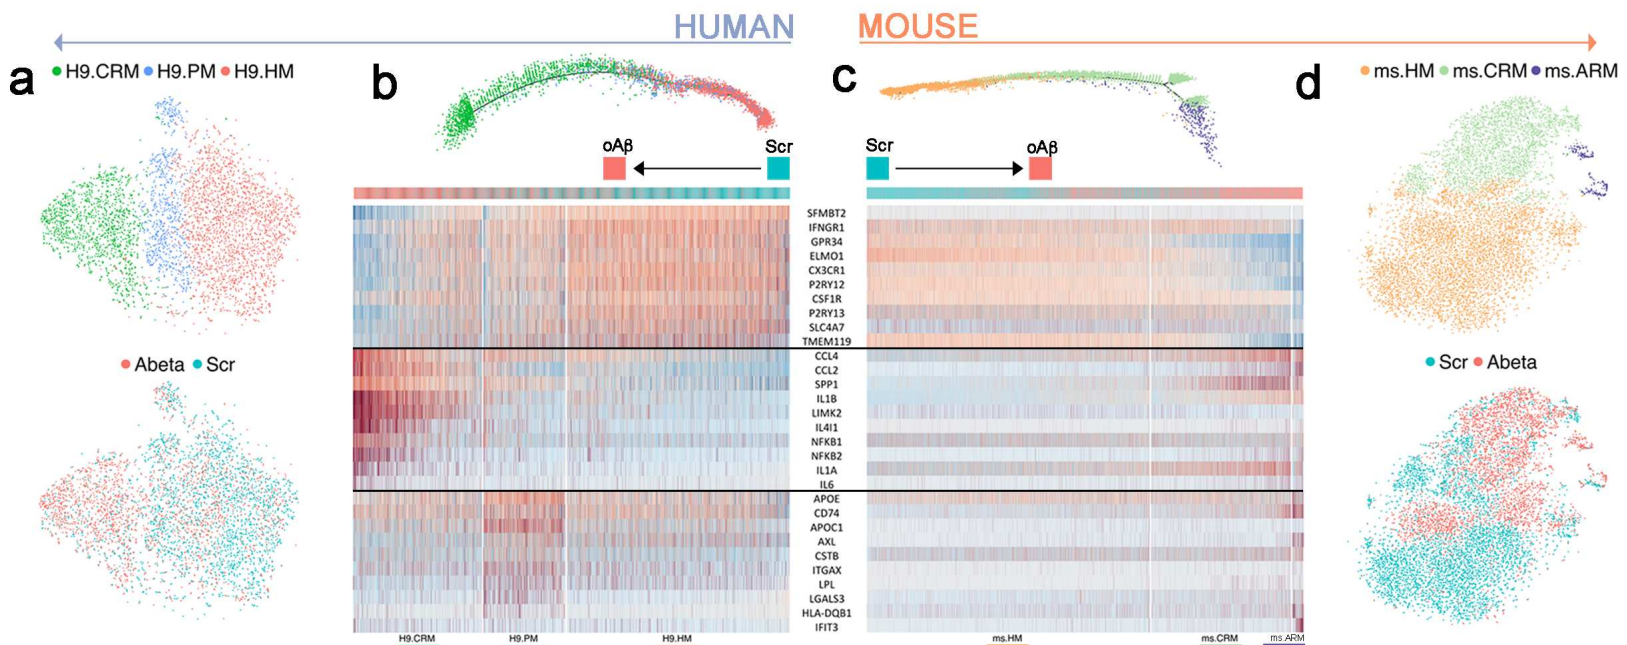 HUMAN MOUSE
a
H9.CRM H9.PM H9.HM
b
c
ms.HM ms.CRM ms.ARM
d
oAβ
Scr
Scr
oAβ
SFMBT2
IFNGR1
GPR34
ELMO1
CX3CR1
P2RY12
CSF1R
P2RY13
SLC4A7
TMEM119
CCL4
CCL2
SPP1
IL1B
LIMK2
IL4I1
NFKB1
NFKB2
IL1A
IL6
APOE
CD74
APOC1
AXL
CSTB
ITGAX
LPL
LGALS3
HLA-DQB1
IFIT3
Abeta Scr
Scr Abeta
H9.CRM H9.PM H9.HM
ms.HM ms.CRM ms.ARM